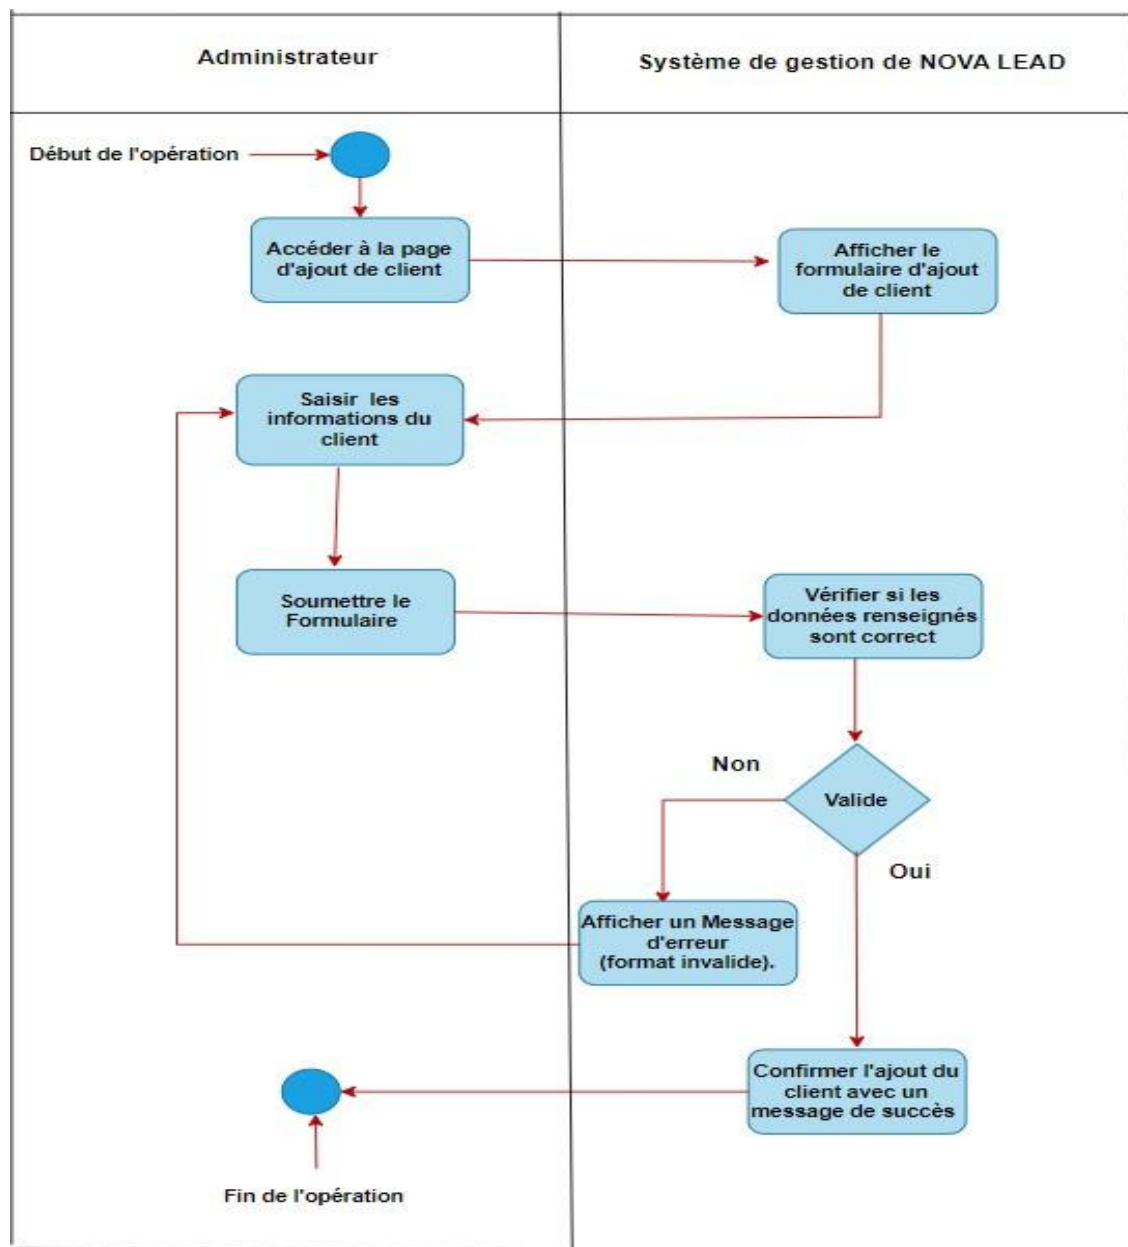 Administrateur
Système de gestion de NOVA LEAD
Début de l'opération
Accéder à la page
d'ajout de client
Afficher le
formulaire d'ajout
de client
Saisir les
informations du
client
Soumettre le
Formulaire
Vérifier si les
données renseignés
sont correct
Non
Valide
Oui
Afficher un Message
d'erreur
(format invalide).
Confirmer l'ajout du
client avec un
message de succès
Fin de l'opération